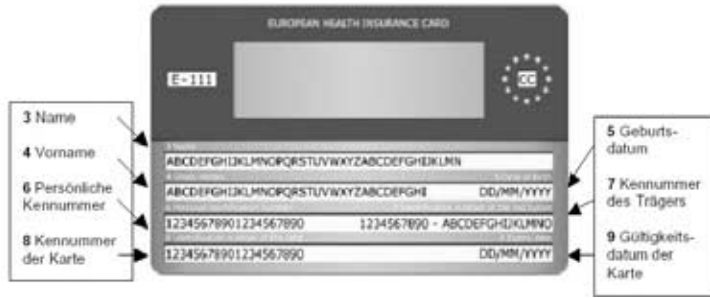 EUROPEAN HEALTH INSURANCE CARD
E-111
CC
3 Name
4 Vorname
6 Persönliche
Kennummer
8 Kennummer
der Karte
ABCDEFGHIJKLMNOPQRSTUVWXYZABCDEFGHIJKLMN
ABCDEFGHIJKLMNOPQRSTUVWXYZABCDEFGHI DD/MM/YYYY
12345678901234567890 1234567890 - ABCDEFGHIJKLMNO
12345678901234567890 DD/MM/YYYY
5 Geburts-
datum
7 Kennummer
des Trägers
9 Gültigkeits-
datum der
Karte